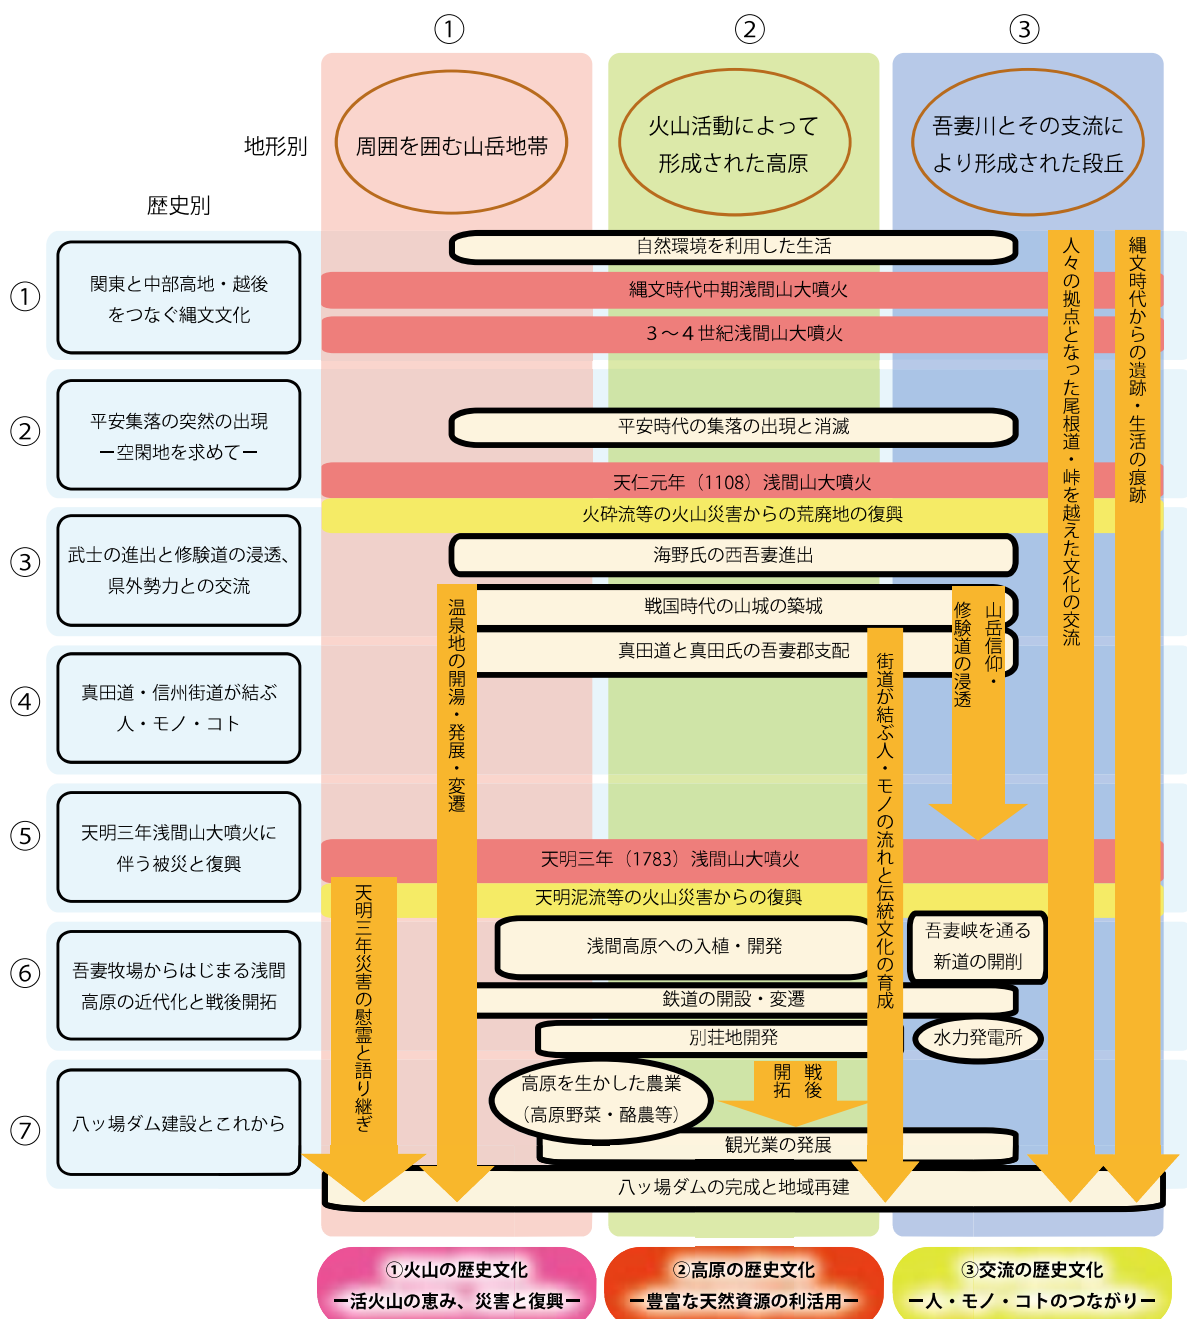 ①
②
③
地形別
周囲を囲む山岳地帯
火山活動によって
形成された高原
吾妻川とその支流に
より形成された段丘
歴史別
①
関東と中部高地・越後
をつなぐ縄文文化
自然環境を利用した生活
縄文時代中期浅間山大噴火
3～4世紀浅間山大噴火
人々の拠点となった尾根道・峠を越えた文化の交流
縄文時代からの遺跡・生活の痕跡
②
平安集落の突然の出現
ー空閑地を求めてー
平安時代の集落の出現と消滅
天仁元年（1108）浅間山大噴火
火砕流等の火山災害からの荒廃地の復興
③
武士の進出と修験道の浸透、
県外勢力との交流
海野氏の西吾妻進出
戦国時代の山城の築城
真田道と真田氏の吾妻郡支配
温泉地の開湯・発展・変遷
山岳信仰・
修験道の浸透
街道が結ぶ人・モノの流れと伝統文化の育成
④
真田道・信州街道が結ぶ
人・モノ・コト
⑤
天明三年浅間山大噴火に
伴う被災と復興
天明三年（1783）浅間山大噴火
天明泥流等の火山災害からの復興
天明三年災害の慰霊と語り継ぎ
⑥
吾妻牧場からはじまる浅間
高原の近代化と戦後開拓
浅間高原への入植・開発
吾妻峡を通る
新道の開削
鉄道の開設・変遷
別荘地開発
水力発電所
⑦
八ッ場ダム建設とこれから
高原を生かした農業
（高原野菜・酪農等）
戦後
開拓
観光業の発展
八ッ場ダムの完成と地域再建
①火山の歴史文化
ー活火山の恵み、災害と復興ー
②高原の歴史文化
ー豊富な天然資源の利活用ー
③交流の歴史文化
ー人・モノ・コトのつながりー